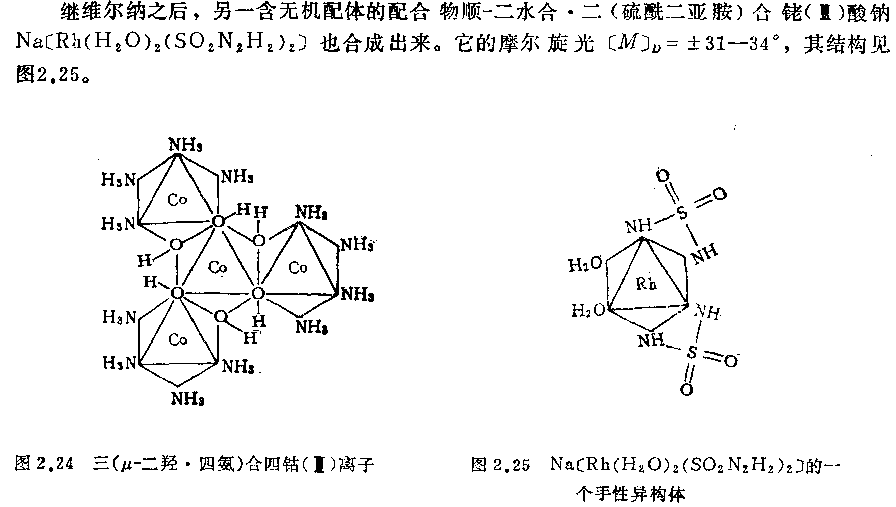 继维尔纳之后，另一含无机配体的配合物顺-二水合·二（硫酰二亚胺）合铑（Ⅲ）酸钠
Na〔Rh(H₂O)₂(SO₂N₂H₂)₂〕也合成出来。它的摩尔旋光〔M〕D＝±31—34°，其结构见
图2.25。
NH₃
H₃N NH₃
Co
H₃N O H H NH₃
O O NH₃
H Co Co
H O O NH₃
H₃N O H NH₃
H
Co
H₃N NH₃
NH₃
O
S O
NH
NH
H₂O
Rh
H₂O NH
NH
S O
O
图2.24 三(μ-二羟·四氨)合四钴(Ⅲ)离子
图2.25 Na〔Rh(H₂O)₂(SO₂N₂H₂)₂〕的一
个手性异构体